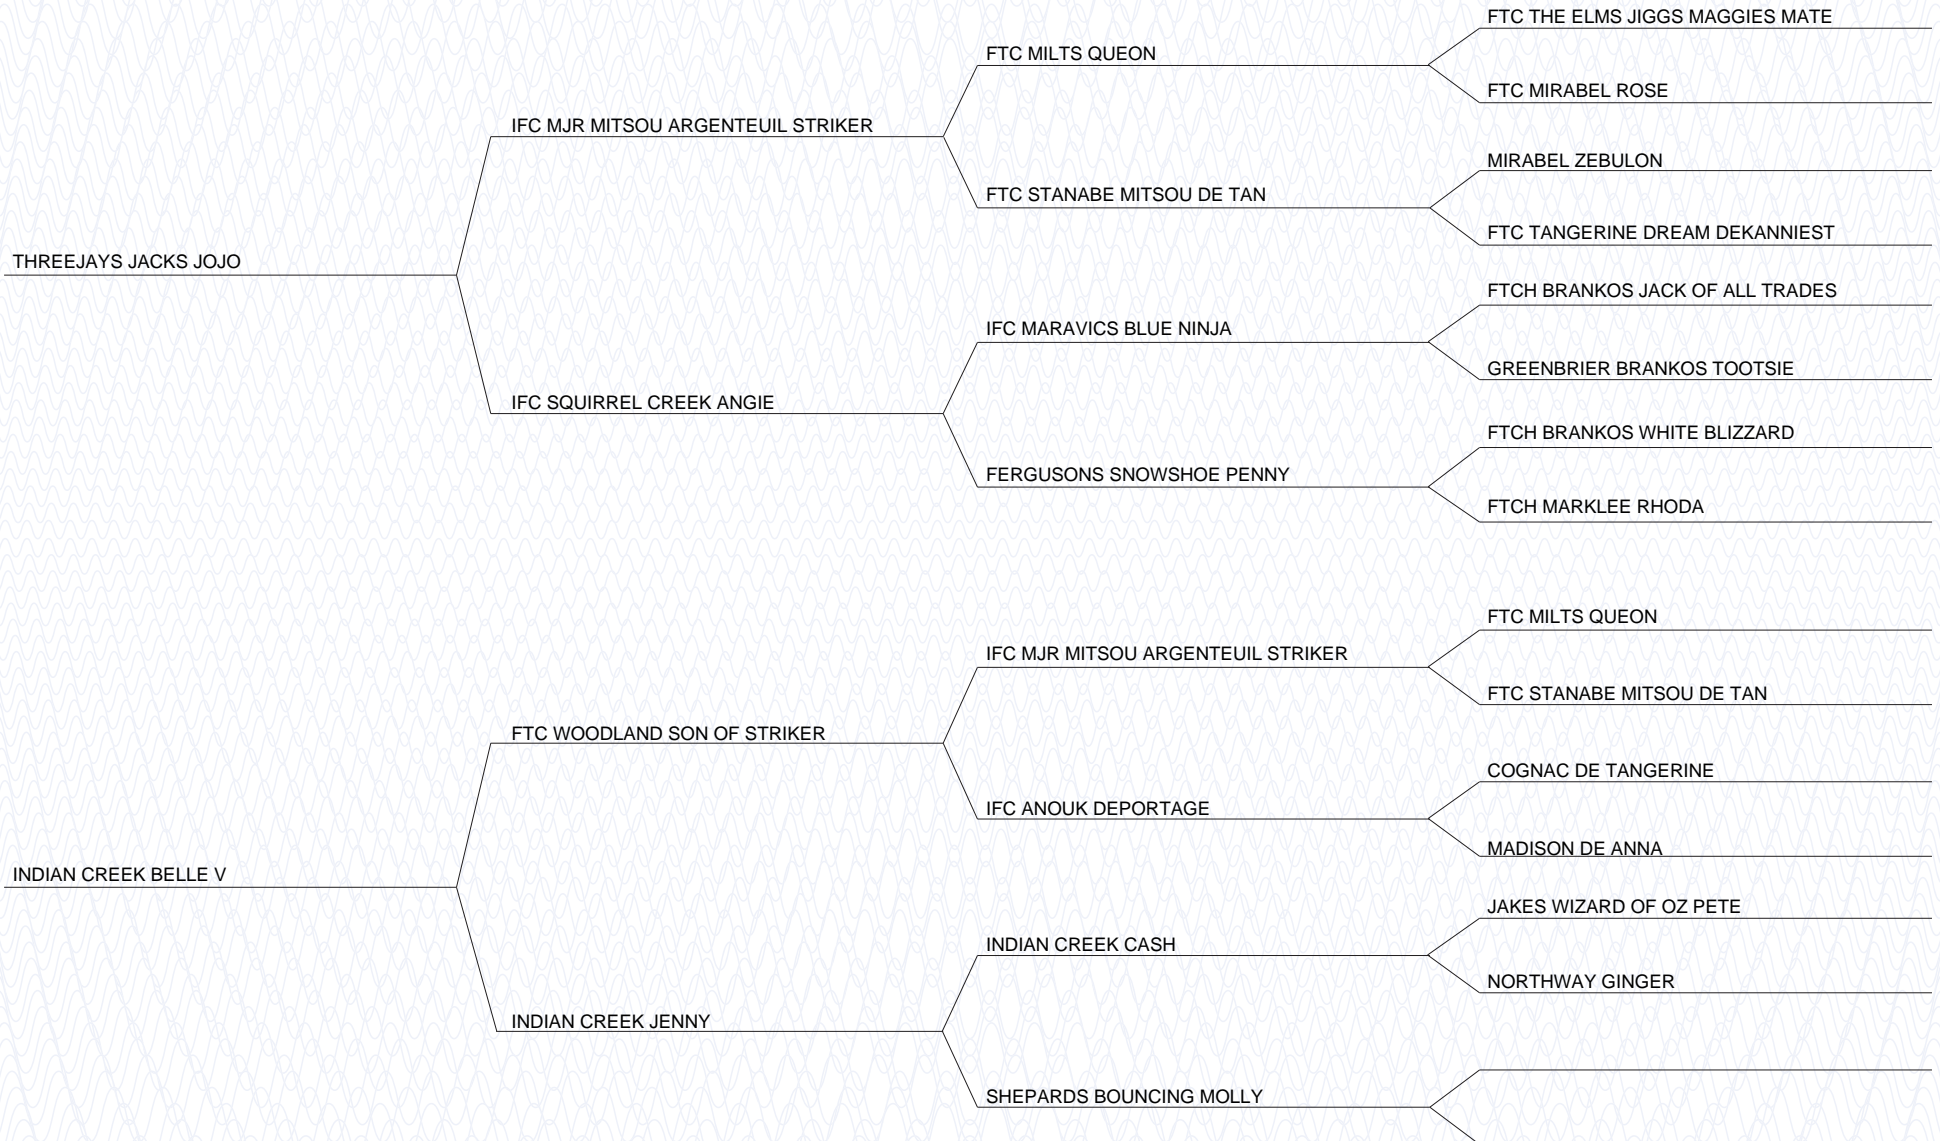 FTC THE ELMS JIGGS MAGGIES MATE
FTC MILTS QUEON
FTC MIRABEL ROSE
IFC MJR MITSOU ARGENTEUIL STRIKER
MIRABEL ZEBULON
FTC STANABE MITSOU DE TAN
FTC TANGERINE DREAM DEKANNIEST
THREEJAYS JACKS JOJO
FTCH BRANKOS JACK OF ALL TRADES
IFC MARAVICS BLUE NINJA
GREENBRIER BRANKOS TOOTSIE
IFC SQUIRREL CREEK ANGIE
FTCH BRANKOS WHITE BLIZZARD
FERGUSONS SNOWSHOE PENNY
FTCH MARKLEE RHODA
FTC MILTS QUEON
IFC MJR MITSOU ARGENTEUIL STRIKER
FTC STANABE MITSOU DE TAN
FTC WOODLAND SON OF STRIKER
COGNAC DE TANGERINE
IFC ANOUK DEPORTAGE
MADISON DE ANNA
INDIAN CREEK BELLE V
JAKES WIZARD OF OZ PETE
INDIAN CREEK CASH
NORTHWAY GINGER
INDIAN CREEK JENNY
SHEPARDS BOUNCING MOLLY